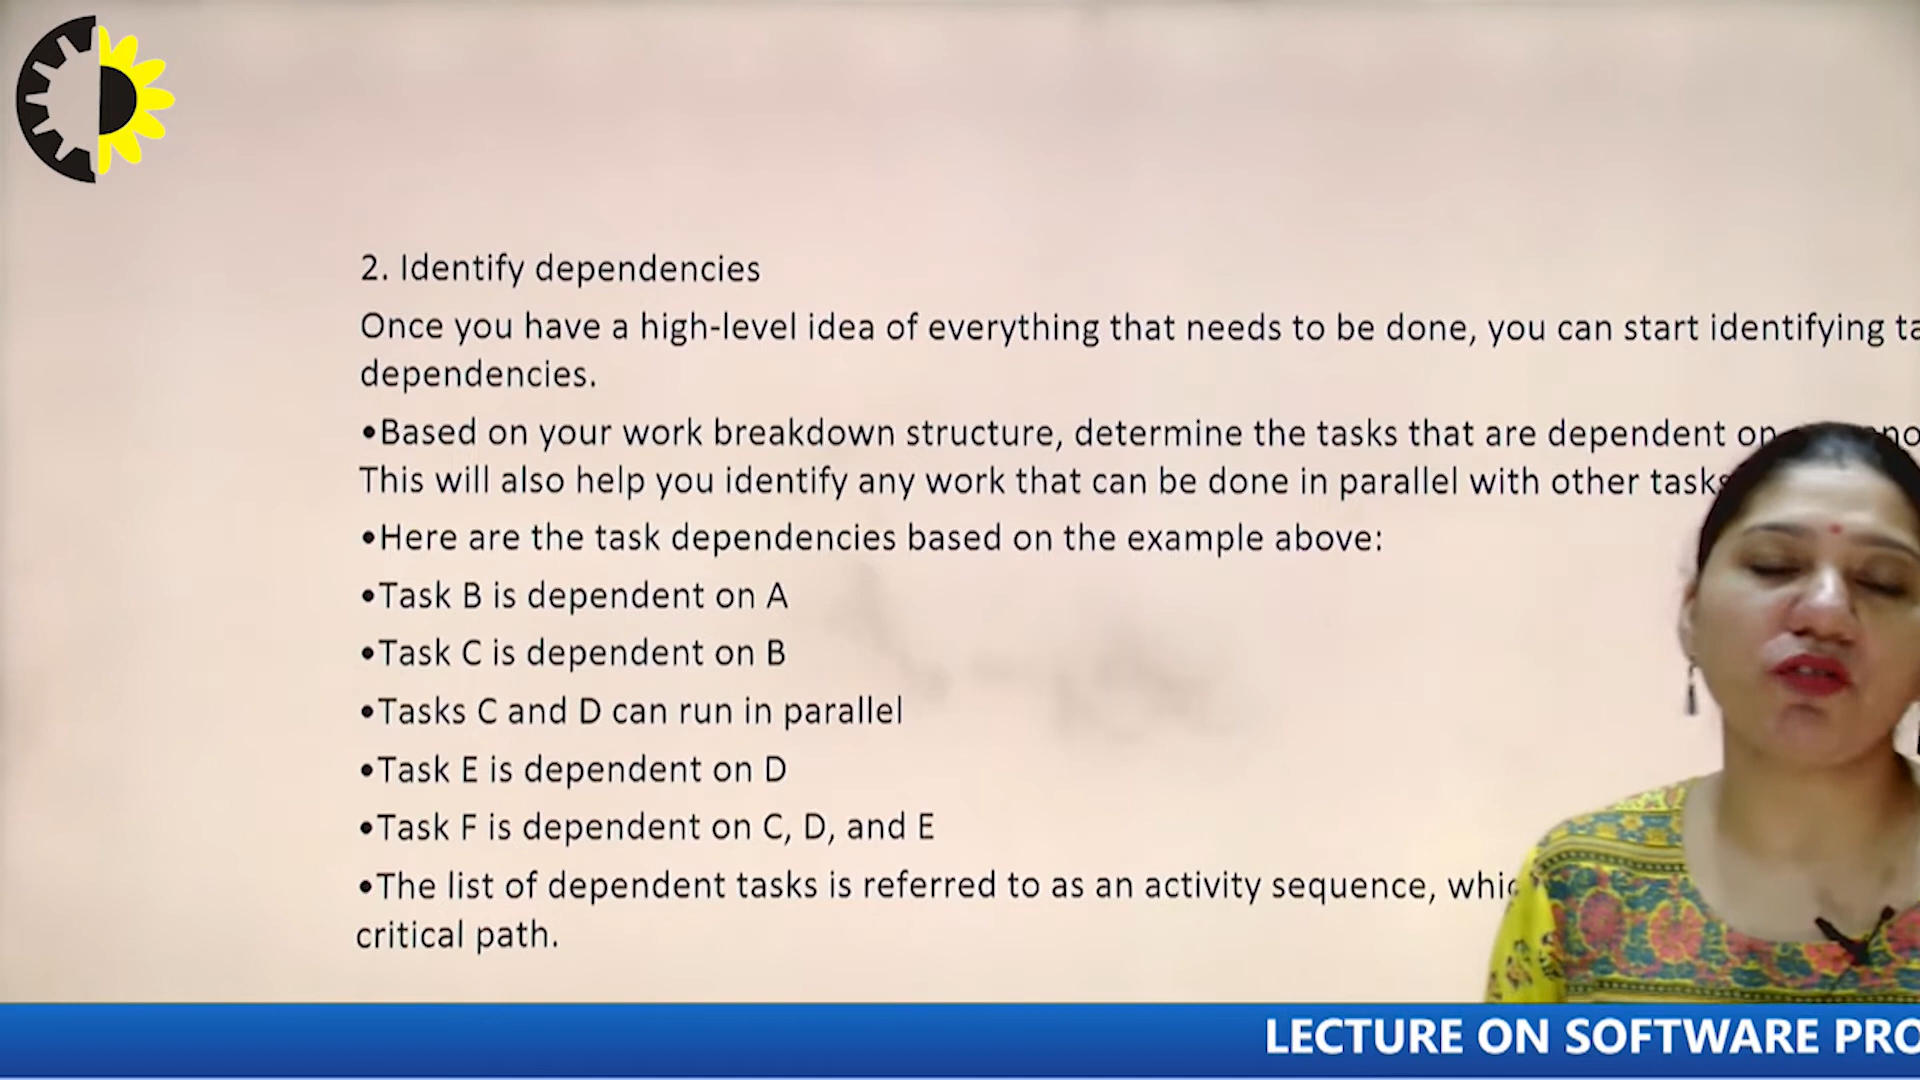 2. Identify dependencies
Once you have a high-level idea of everything that needs to be done, you can start identifying
dependencies.
•Based on your work breakdown structure, determine the tasks that are dependent on
This will also help you identify any work that can be done in parallel with other tasks
•Here are the task dependencies based on the example above:
•Task B is dependent on A
•Task C is dependent on B
•Tasks C and D can run in parallel
•Task E is dependent on D
•Task F is dependent on C, D, and E
•The list of dependent tasks is referred to as an activity sequence,
critical path.
LECTURE ON SOFTWARE PRO